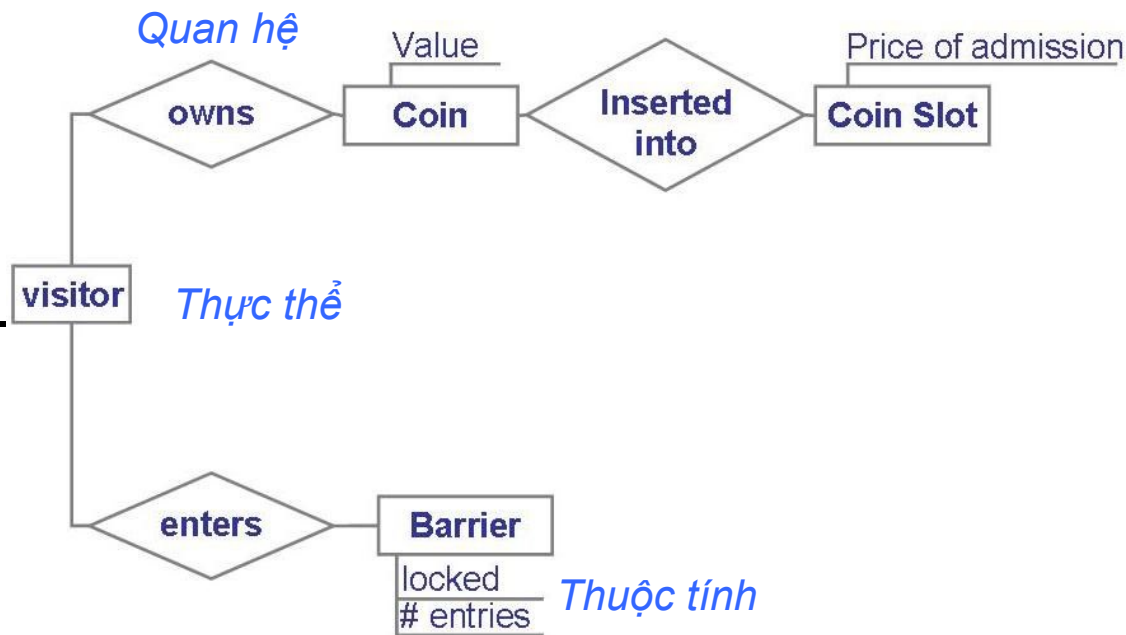 Quan hệ
Value
Price of admission
owns
Coin
Inserted
into
Coin Slot
visitor
Thực thể
enters
Barrier
locked
# entries
Thuộc tính